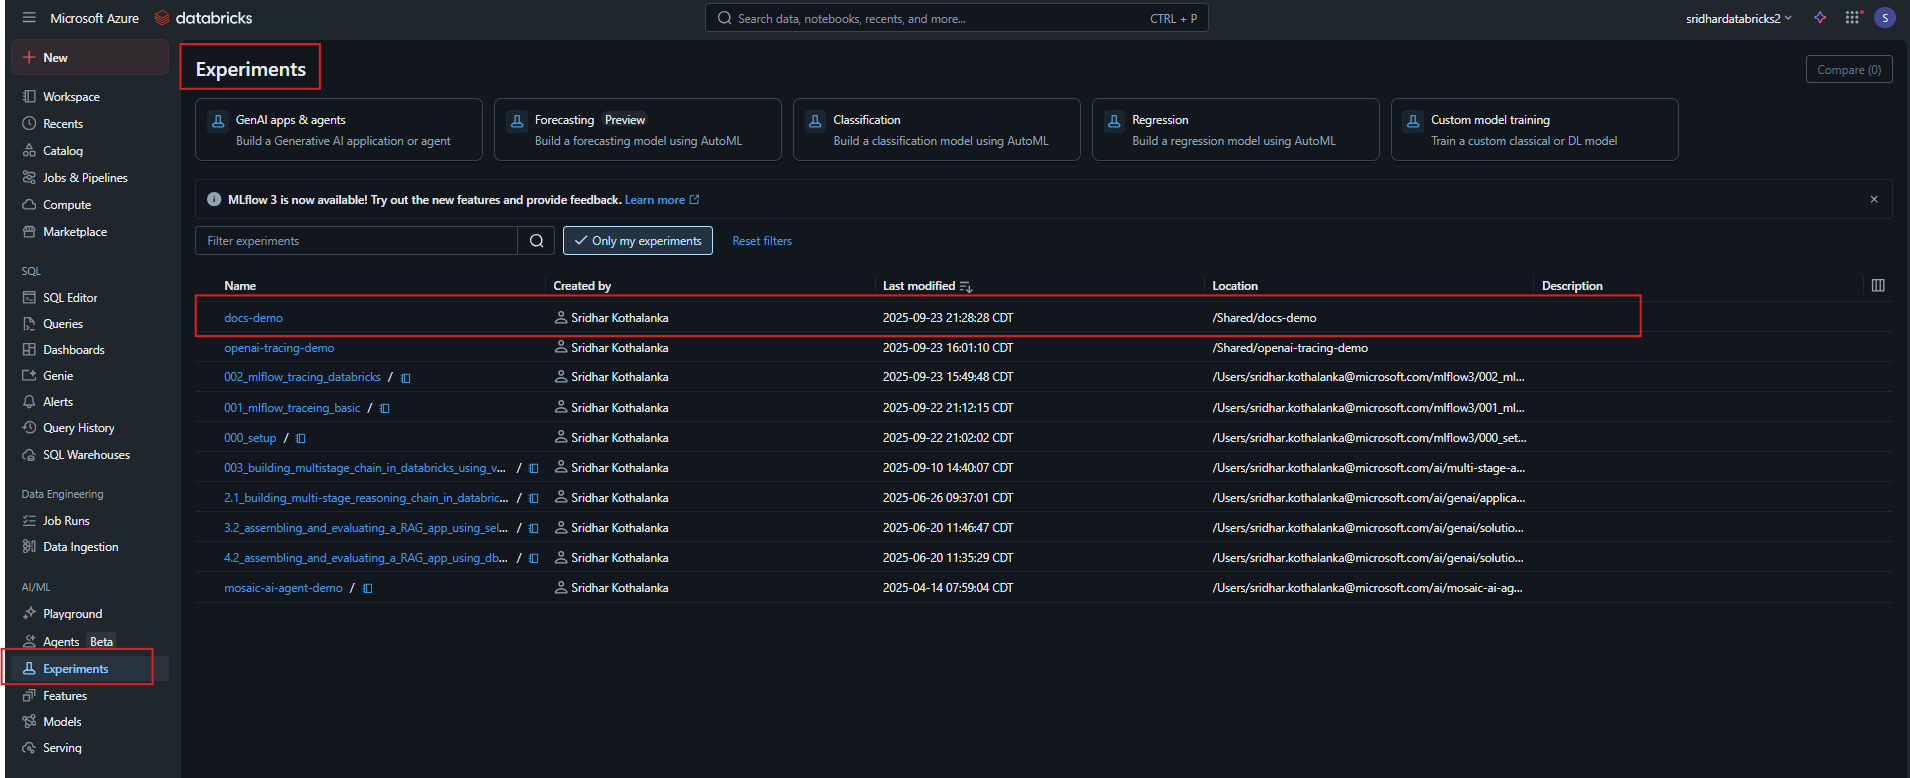 Microsoft Azure databricks
Search data, notebooks, recents, and more... CTRL + P
sridhardatabricks2
S
New
Workspace
Recents
Catalog
Jobs & Pipelines
Compute
Marketplace
SQL
SQL Editor
Queries
Dashboards
Genie
Alerts
Query History
SQL Warehouses
Data Engineering
Job Runs
Data Ingestion
AI/ML
Playground
Agents Beta
Experiments
Features
Models
Serving
Experiments
Compare (0)
GenAI apps & agents
Build a Generative AI application or agent
Forecasting Preview
Build a forecasting model using AutoML
Classification
Build a classification model using AutoML
Regression
Build a regression model using AutoML
Custom model training
Train a custom classical or DL model
MLflow 3 is now available! Try out the new features and provide feedback. Learn more
Filter experiments Only my experiments Reset filters
Name Created by Last modified Location Description
docs-demo Sridhar Kothalanka 2025-09-23 21:28:28 CDT /Shared/docs-demo
openai-tracing-demo Sridhar Kothalanka 2025-09-23 16:01:10 CDT /Shared/openai-tracing-demo
002_mlflow_tracing_databricks / Sridhar Kothalanka 2025-09-23 15:49:48 CDT /Users/sridhar.kothalanka@microsoft.com/mlflow3/002_ml...
001_mlflow_traceing_basic / Sridhar Kothalanka 2025-09-22 21:12:15 CDT /Users/sridhar.kothalanka@microsoft.com/mlflow3/001_ml...
000_setup / Sridhar Kothalanka 2025-09-22 21:02:02 CDT /Users/sridhar.kothalanka@microsoft.com/mlflow3/000_set...
003_building_multistage_chain_in_databricks_using_v... / Sridhar Kothalanka 2025-09-10 14:40:07 CDT /Users/sridhar.kothalanka@microsoft.com/ai/multi-stage-a...
2.1_building_multi-stage_reasoning_chain_in_databric... / Sridhar Kothalanka 2025-06-26 09:37:01 CDT /Users/sridhar.kothalanka@microsoft.com/ai/genai/applica...
3.2_assembling_and_evaluating_a_RAG_app_using_sel... / Sridhar Kothalanka 2025-06-20 11:46:47 CDT /Users/sridhar.kothalanka@microsoft.com/ai/genai/solutio...
4.2_assembling_and_evaluating_a_RAG_app_using_db... / Sridhar Kothalanka 2025-06-20 11:35:29 CDT /Users/sridhar.kothalanka@microsoft.com/ai/genai/solutio...
mosaic-ai-agent-demo / Sridhar Kothalanka 2025-04-14 07:59:04 CDT /Users/sridhar.kothalanka@microsoft.com/ai/mosaic-ai-ag...